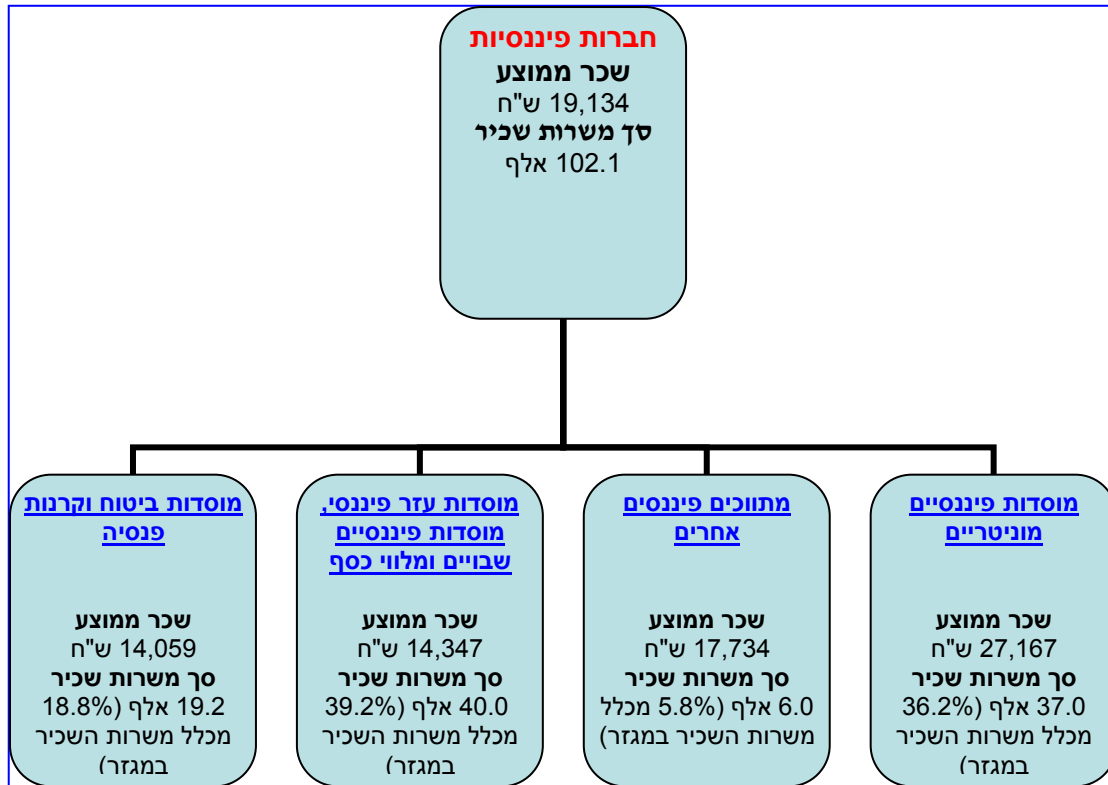 חברות פיננסיות
שכר ממוצע
19,134 ש"ח
סך משרות שכיר
102.1 אלף
מוסדות פיננסיים
מוניטריים
שכר ממוצע
27,167 ש"ח
סך משרות שכיר
37.0 אלף (36.2%
מכלל משרות השכיר
במגזר)
מתווכים פיננסים
אחרים
שכר ממוצע
17,734 ש"ח
סך משרות שכיר
6.0 אלף (5.8% מכלל
משרות השכיר במגזר)
מוסדות עזר פיננסי,
מוסדות פיננסיים
שבויים ומלווי כסף
שכר ממוצע
14,347 ש"ח
סך משרות שכיר
40.0 אלף (39.2%
מכלל משרות השכיר
במגזר)
מוסדות ביטוח וקרנות
פנסיה
שכר ממוצע
14,059 ש"ח
סך משרות שכיר
19.2 אלף (18.8%
מכלל משרות השכיר
במגזר)